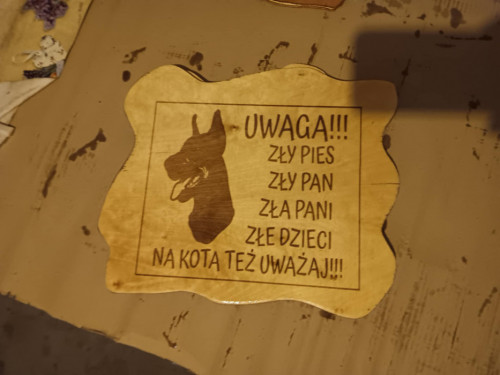 UWAGA!!!
ZŁY PIES
ZŁY PAN
ZŁA PANI
ZŁE DZIECI
NA KOTA TEŻ UWAŻAJ!!!